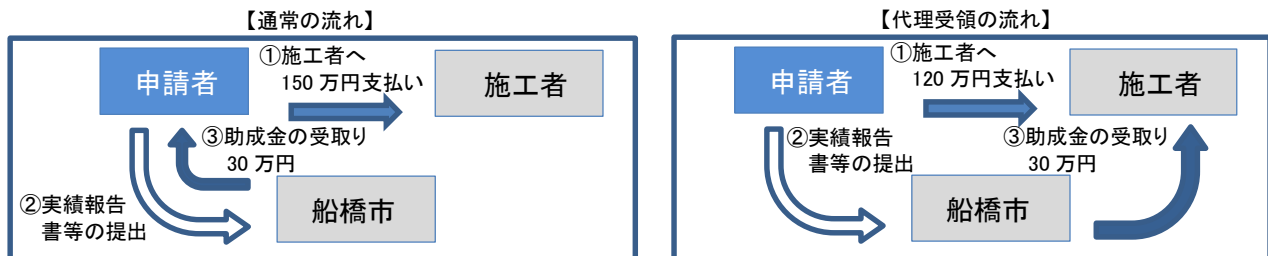 【通常の流れ】
申請者
①施工者へ
150 万円支払い
施工者
③助成金の受取り
30 万円
②実績報告
書等の提出
船橋市
【代理受領の流れ】
申請者
①施工者へ
120 万円支払い
施工者
②実績報告
書等の提出
③助成金の受取り
30 万円
船橋市